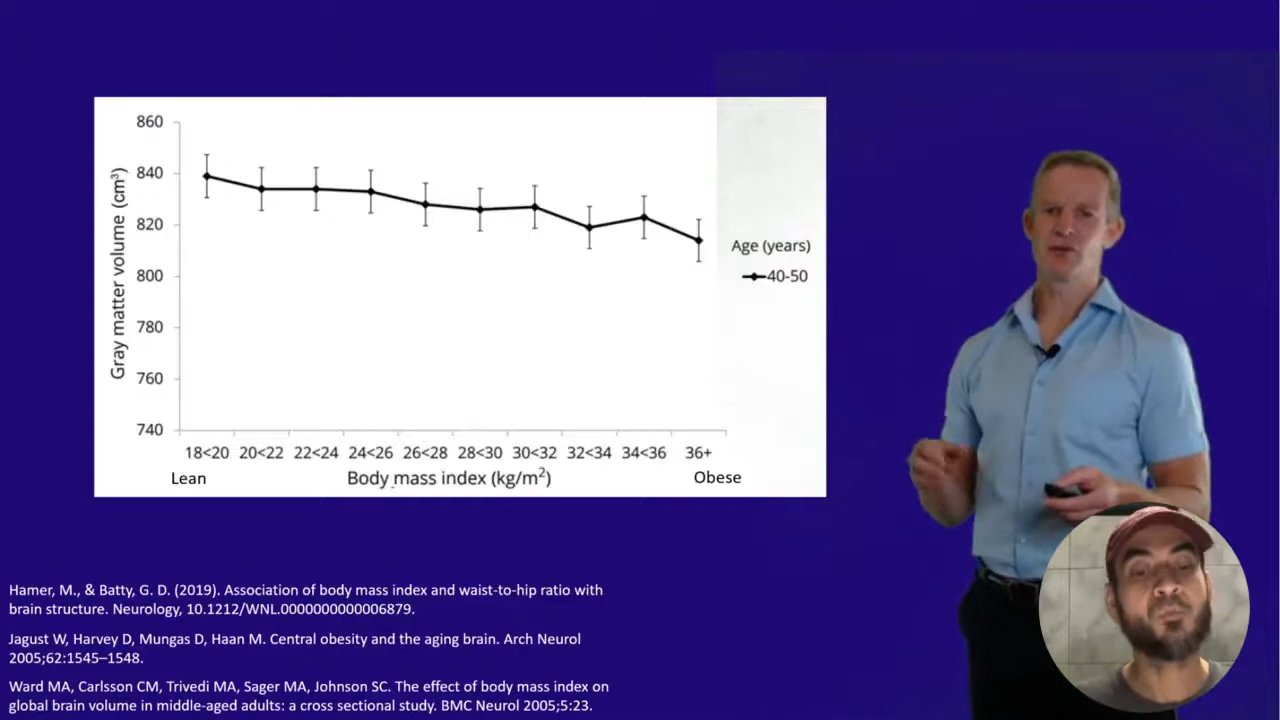 860
840
820
800
780
760
740
Gray matter volume (cm³)
18<20 20<22 22<24 24<26 26<28 28<30 30<32 32<34 34<36 36+
Lean
Body mass index (kg/m²)
Obese
Age (years)
40-50
Hamer, M., & Batty, G. D. (2019). Association of body mass index and waist-to-hip ratio with
brain structure. Neurology, 10.1212/WNL.0000000000006879.
Jagust W, Harvey D, Mungas D, Haan M. Central obesity and the aging brain. Arch Neurol
2005;62:1545–1548.
Ward MA, Carlsson CM, Trivedi MA, Sager MA, Johnson SC. The effect of body mass index on
global brain volume in middle-aged adults: a cross sectional study. BMC Neurol 2005;5:23.